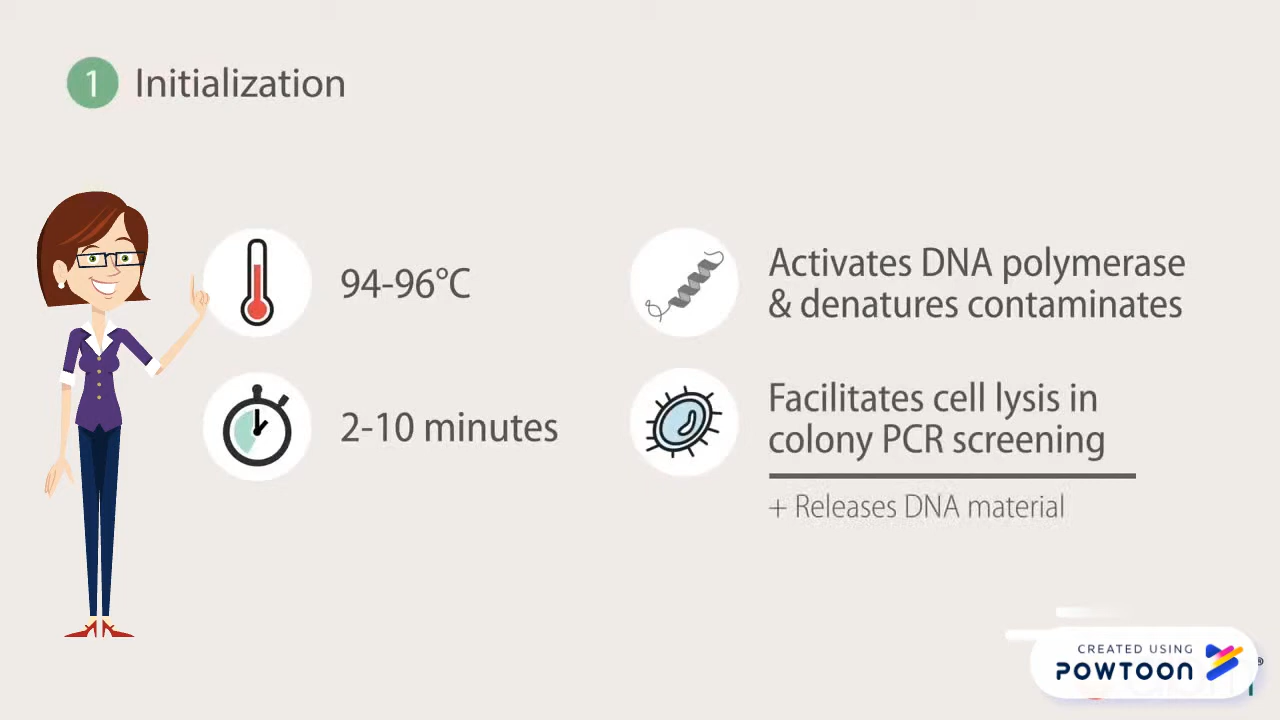 1 Initialization
94-96°C
2-10 minutes
Activates DNA polymerase
& denatures contaminates
Facilitates cell lysis in
colony PCR screening
+ Releases DNA material
CREATED USING
POWTOON